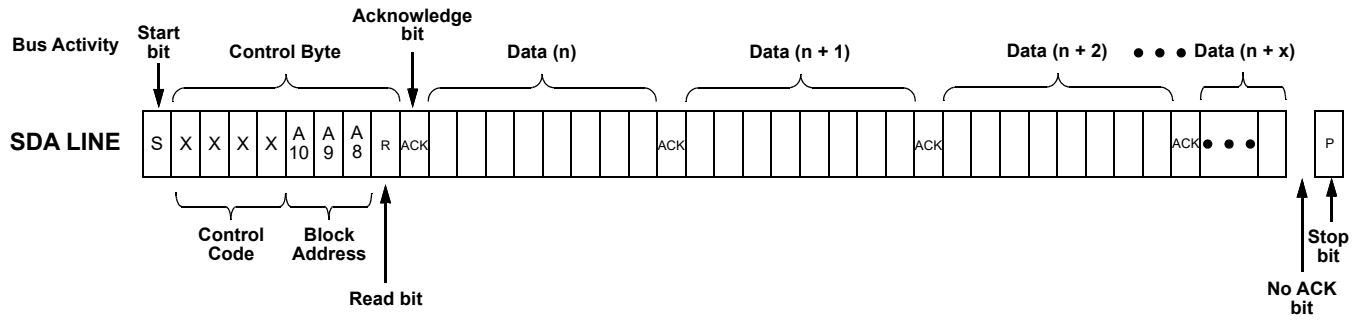 Bus Activity
Start
bit
Control Byte
Acknowledge
bit
Data (n)
Data (n + 1)
Data (n + 2)
• • •
Data (n + x)
SDA LINE
S
X
X
X
X
A
10
A
9
A
8
R
ACK
ACK
ACK
ACK
• • •
P
Control
Code
Block
Address
Read bit
No ACK
bit
Stop
bit